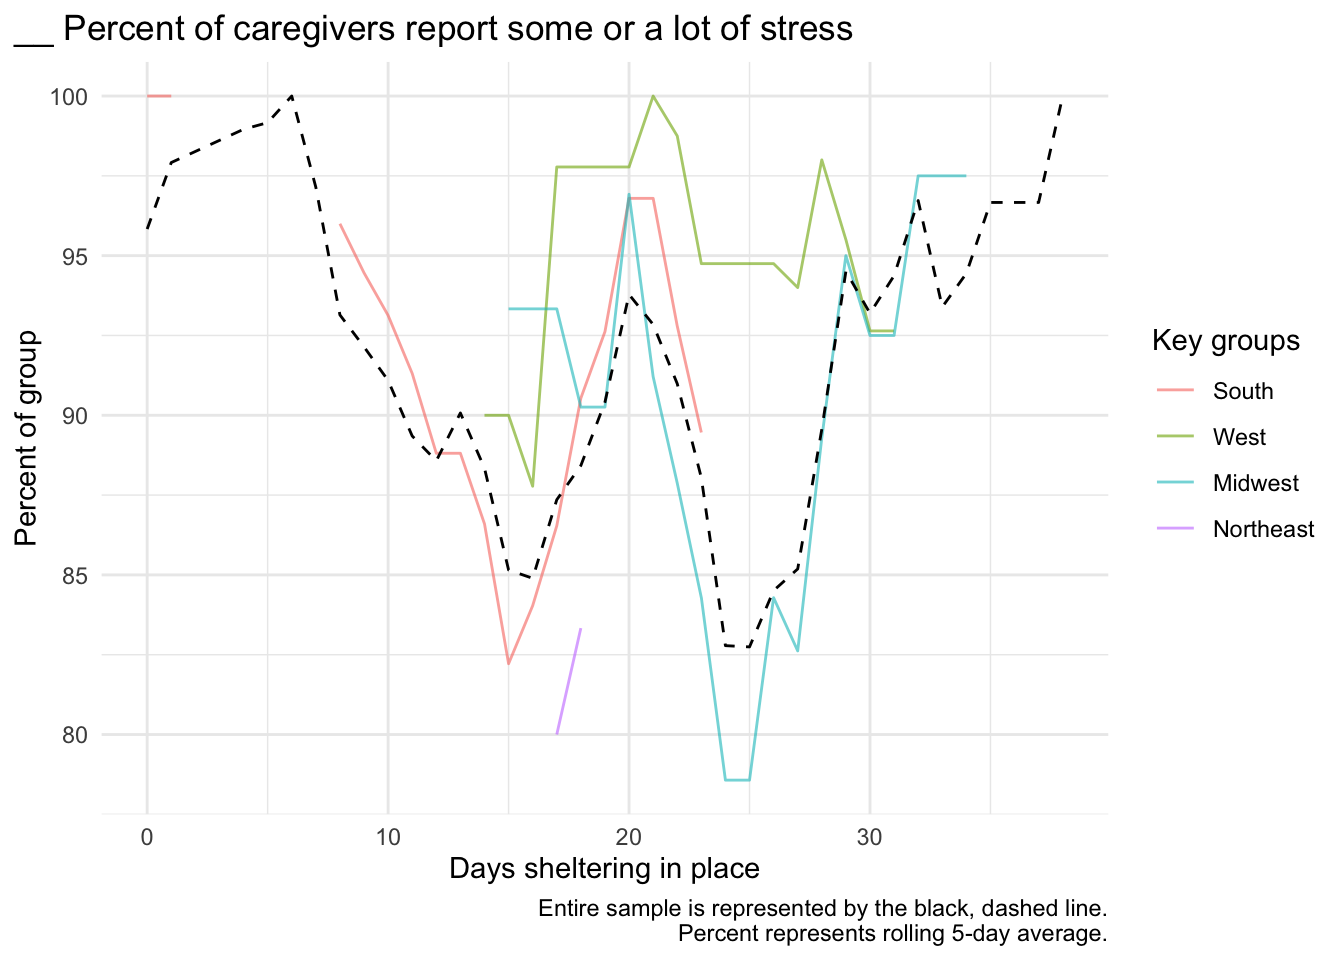 __ Percent of caregivers report some or a lot of stress
Percent of group
100
95
90
85
80
0
10
20
30
Days sheltering in place
Key groups
South
West
Midwest
Northeast
Entire sample is represented by the black, dashed line.
Percent represents rolling 5-day average.